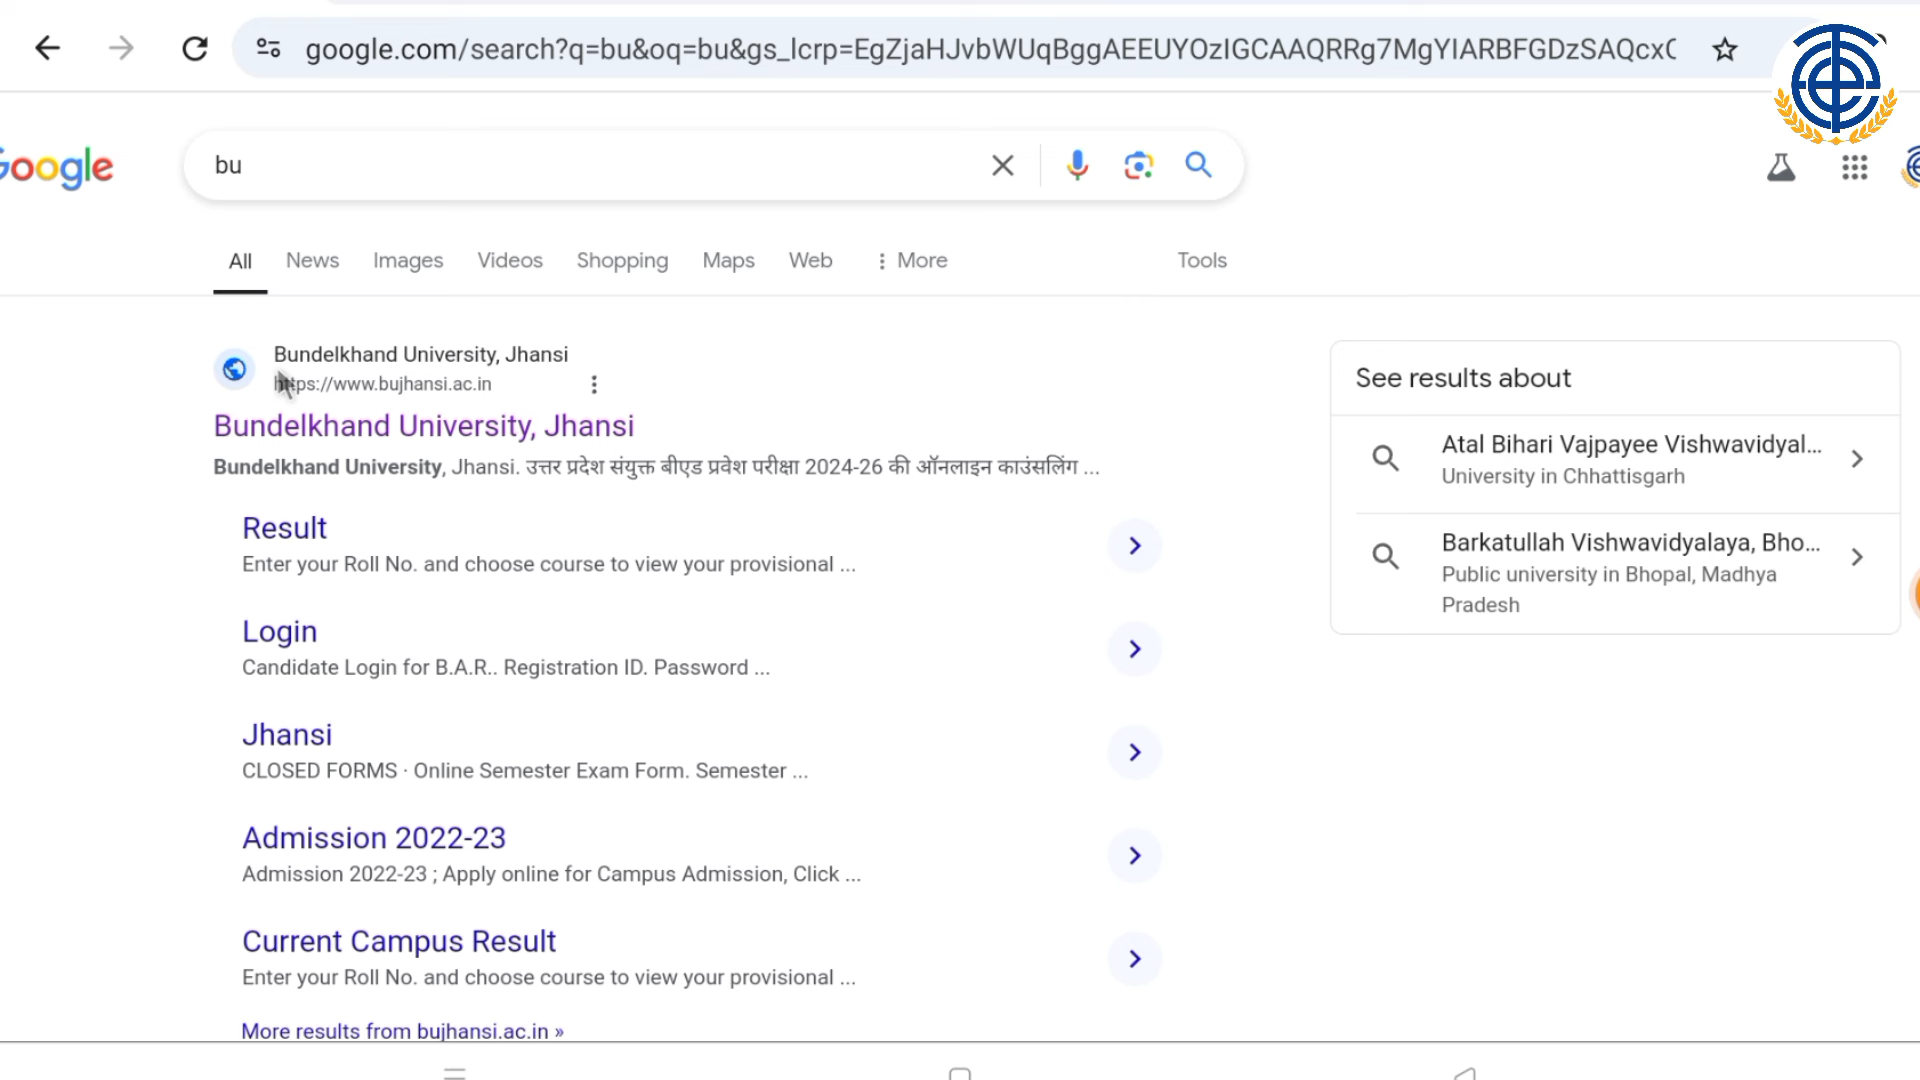 google.com/search?q=bu&oq=bu&gs_lcrp=EgZjaHJvbWUqBggAEEUYOzIGCAAQRRg7MgYIARBFGDzSAQcxC
Google
bu
All News Images Videos Shopping Maps Web More Tools
Bundelkhand University, Jhansi
https://www.bujhansi.ac.in
Bundelkhand University, Jhansi
Bundelkhand University, Jhansi. उत्तर प्रदेश संयुक्त बीएड प्रवेश परीक्षा 2024-26 की ऑनलाइन काउंसलिंग ...
Result
Enter your Roll No. and choose course to view your provisional ...
Login
Candidate Login for B.A.R.. Registration ID. Password ...
Jhansi
CLOSED FORMS · Online Semester Exam Form. Semester ...
Admission 2022-23
Admission 2022-23 ; Apply online for Campus Admission, Click ...
Current Campus Result
Enter your Roll No. and choose course to view your provisional ...
More results from bujhansi.ac.in »
See results about
Atal Bihari Vajpayee Vishwavidyal...
University in Chhattisgarh
Barkatullah Vishwavidyalaya, Bho...
Public university in Bhopal, Madhya
Pradesh